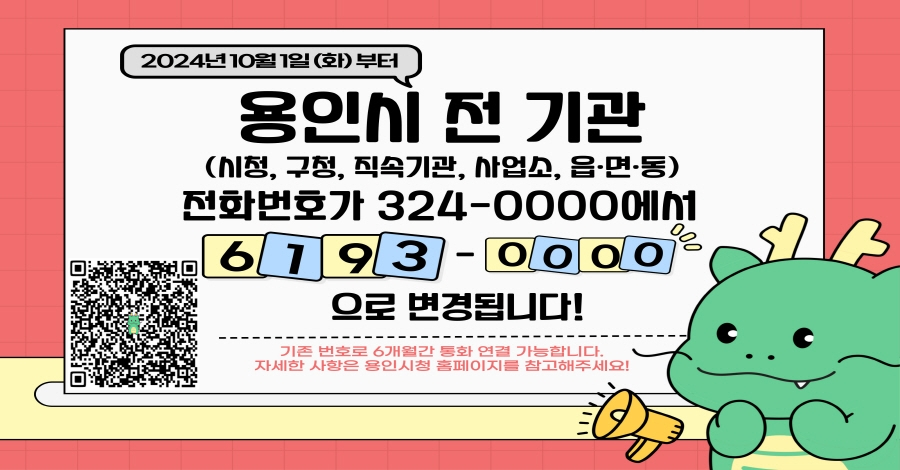 2024년 10월 1일 (화) 부터
용인시 전 기관
(시청, 구청, 직속기관, 사업소, 읍·면·동)
전화번호가 324-0000에서
6193-0000
으로 변경됩니다!
기존 번호로 6개월간 통화 연결 가능합니다.
자세한 사항은 용인시청 홈페이지를 참고해주세요!